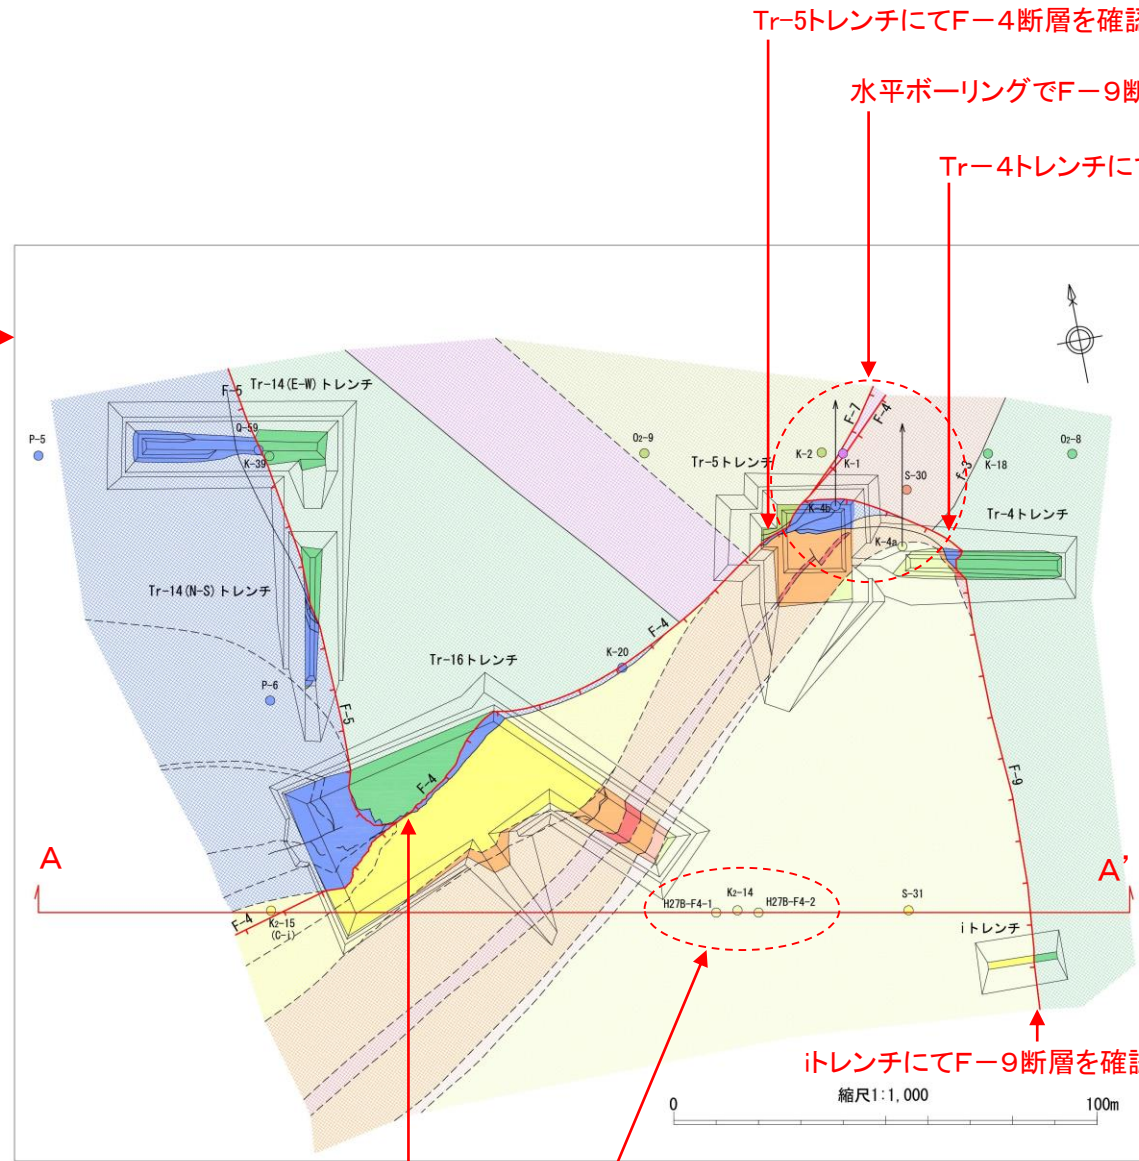 Tr-5トレンチにてF-4断層を確認
水平ボーリングでF-9断
Tr-4トレンチにて
F-5
Tr-14(E-W)トレンチ
Q-59
K-39
P-5
O2-9
Tr-5トレンチ
K-2
F-7
F-4
K-1
S-30
f-3
K-18
O2-8
K-4b
K-4a
Tr-4トレンチ
Tr-14(N-S)トレンチ
F-4
K-20
Tr-16トレンチ
P-6
F-5
F-4
F-9
A
A'
F-4
K2-15
(C-i)
H27B-F4-1
K2-14
H27B-F4-2
S-31
iトレンチ
iトレンチにてF-9断層を確認
縮尺1:1,000
0
100m